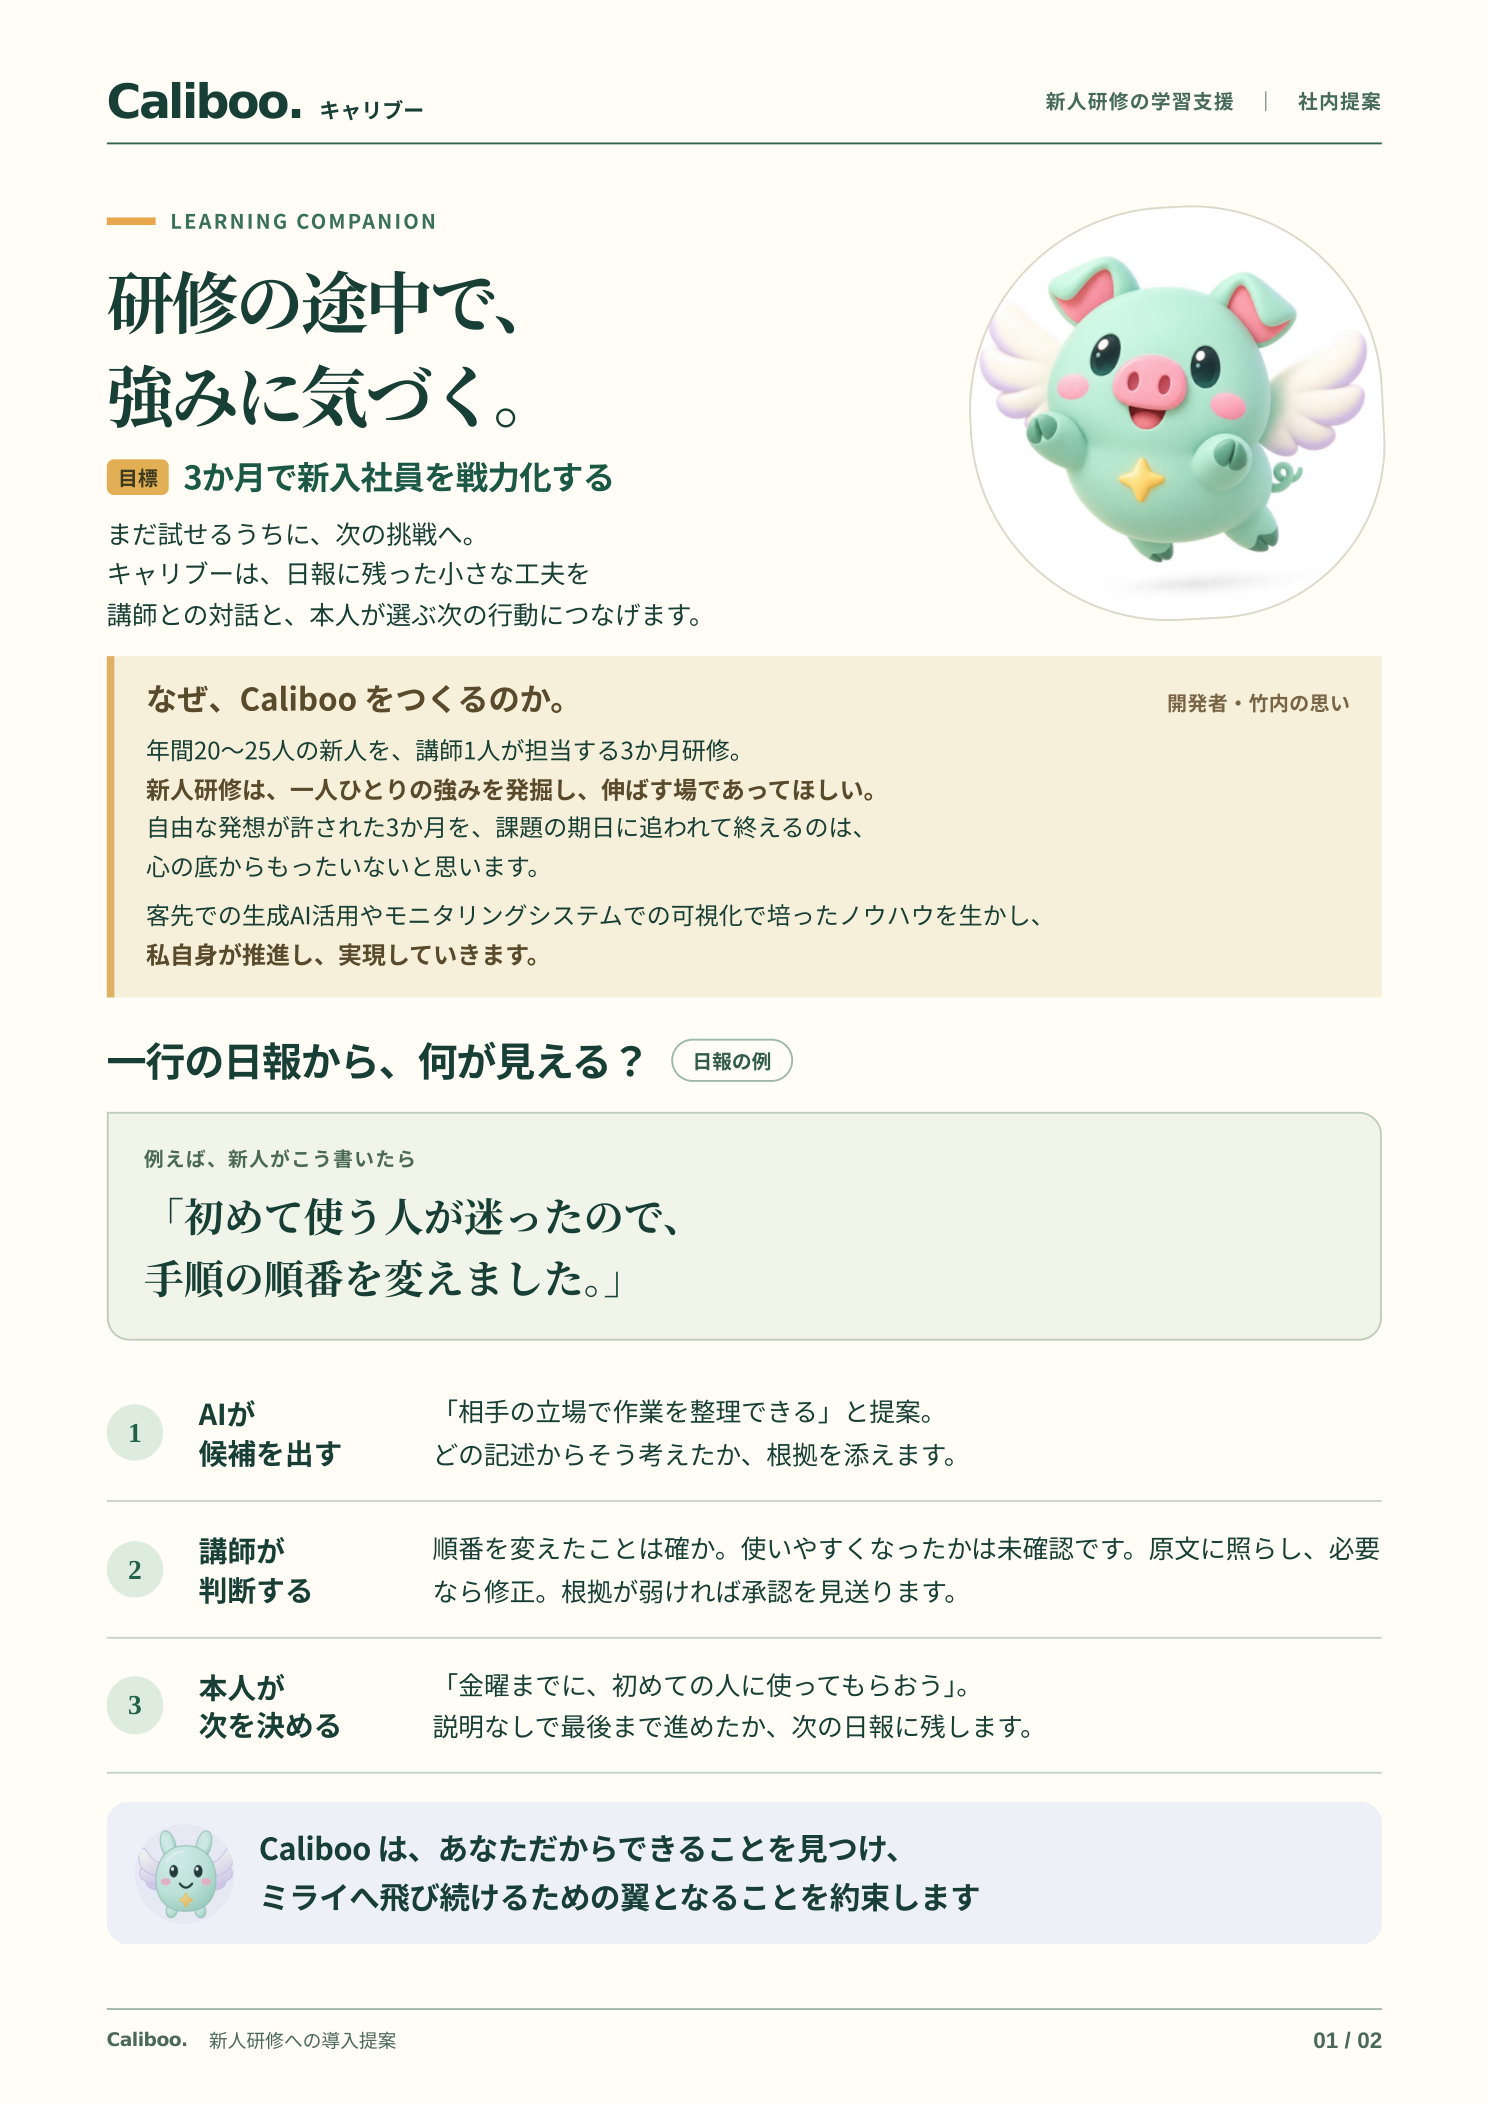 Caliboo. キャリブー
新人研修の学習支援 ｜ 社内提案
LEARNING COMPANION
研修の途中で、
強みに気づく。
目標 3か月で新入社員を戦力化する
まだ試せるうちに、次の挑戦へ。
キャリブーは、日報に残った小さな工夫を
講師との対話と、本人が選ぶ次の行動につなげます。
なぜ、Caliboo をつくるのか。
開発者・竹内の思い
年間20〜25人の新人を、講師1人が担当する3か月研修。
新人研修は、一人ひとりの強みを発掘し、伸ばす場であってほしい。
自由な発想が許された3か月を、課題の期日に追われて終えるのは、
心の底からもったいないと思います。
客先での生成AI活用やモニタリングシステムでの可視化で培ったノウハウを生かし、
私自身が推進し、実現していきます。
一行の日報から、何が見える？ 日報の例
例えば、新人がこう書いたら
「初めて使う人が迷ったので、
手順の順番を変えました。」
1
AIが
候補を出す
「相手の立場で作業を整理できる」と提案。
どの記述からそう考えたか、根拠を添えます。
2
講師が
判断する
順番を変えたことは確か。使いやすくなったかは未確認です。原文に照らし、必要
なら修正。根拠が弱ければ承認を見送ります。
3
本人が
次を決める
「金曜までに、初めての人に使ってもらおう」。
説明なしで最後まで進めたか、次の日報に残します。
Caliboo は、あなただからできることを見つけ、
ミライへ飛び続けるための翼となることを約束します
Caliboo. 新人研修への導入提案
01 / 02